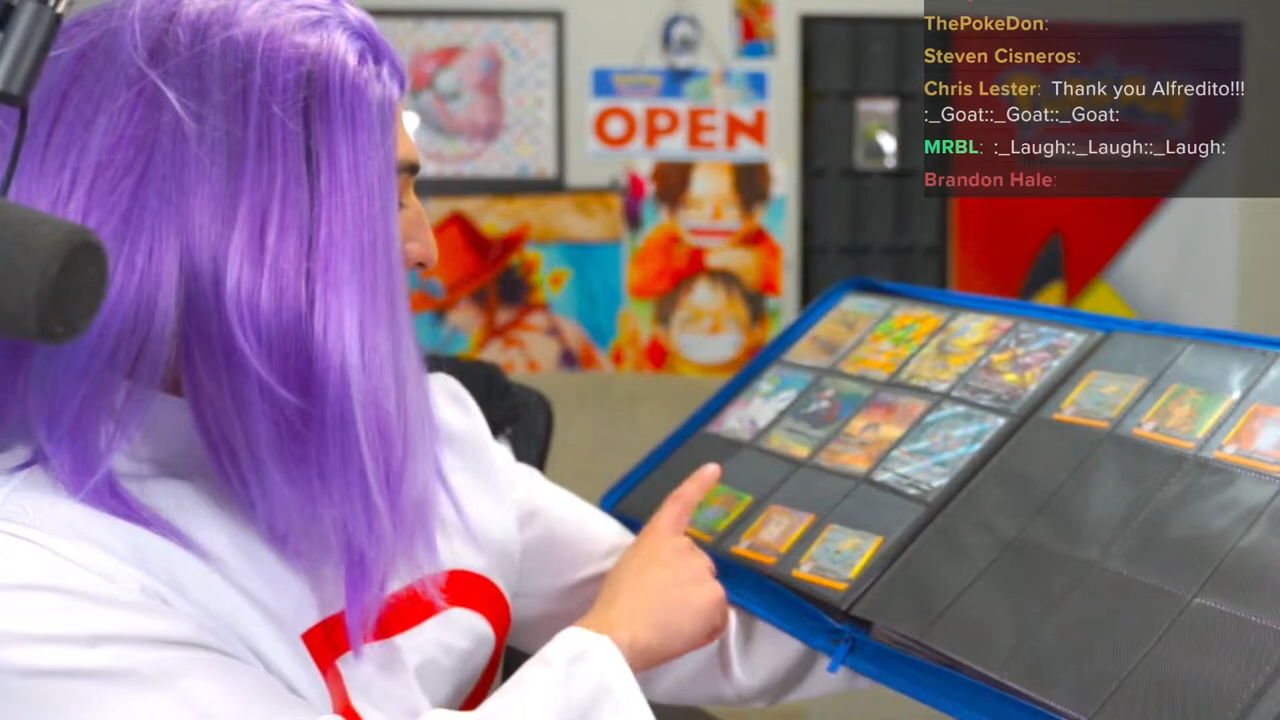 ThePokeDon:
Steven Cisneros:
Chris Lester: Thank you Alfredito!!!
:_Goat::_Goat::_Goat:
MRBL: :_Laugh::_Laugh::_Laugh:
Brandon Hale:
OPEN